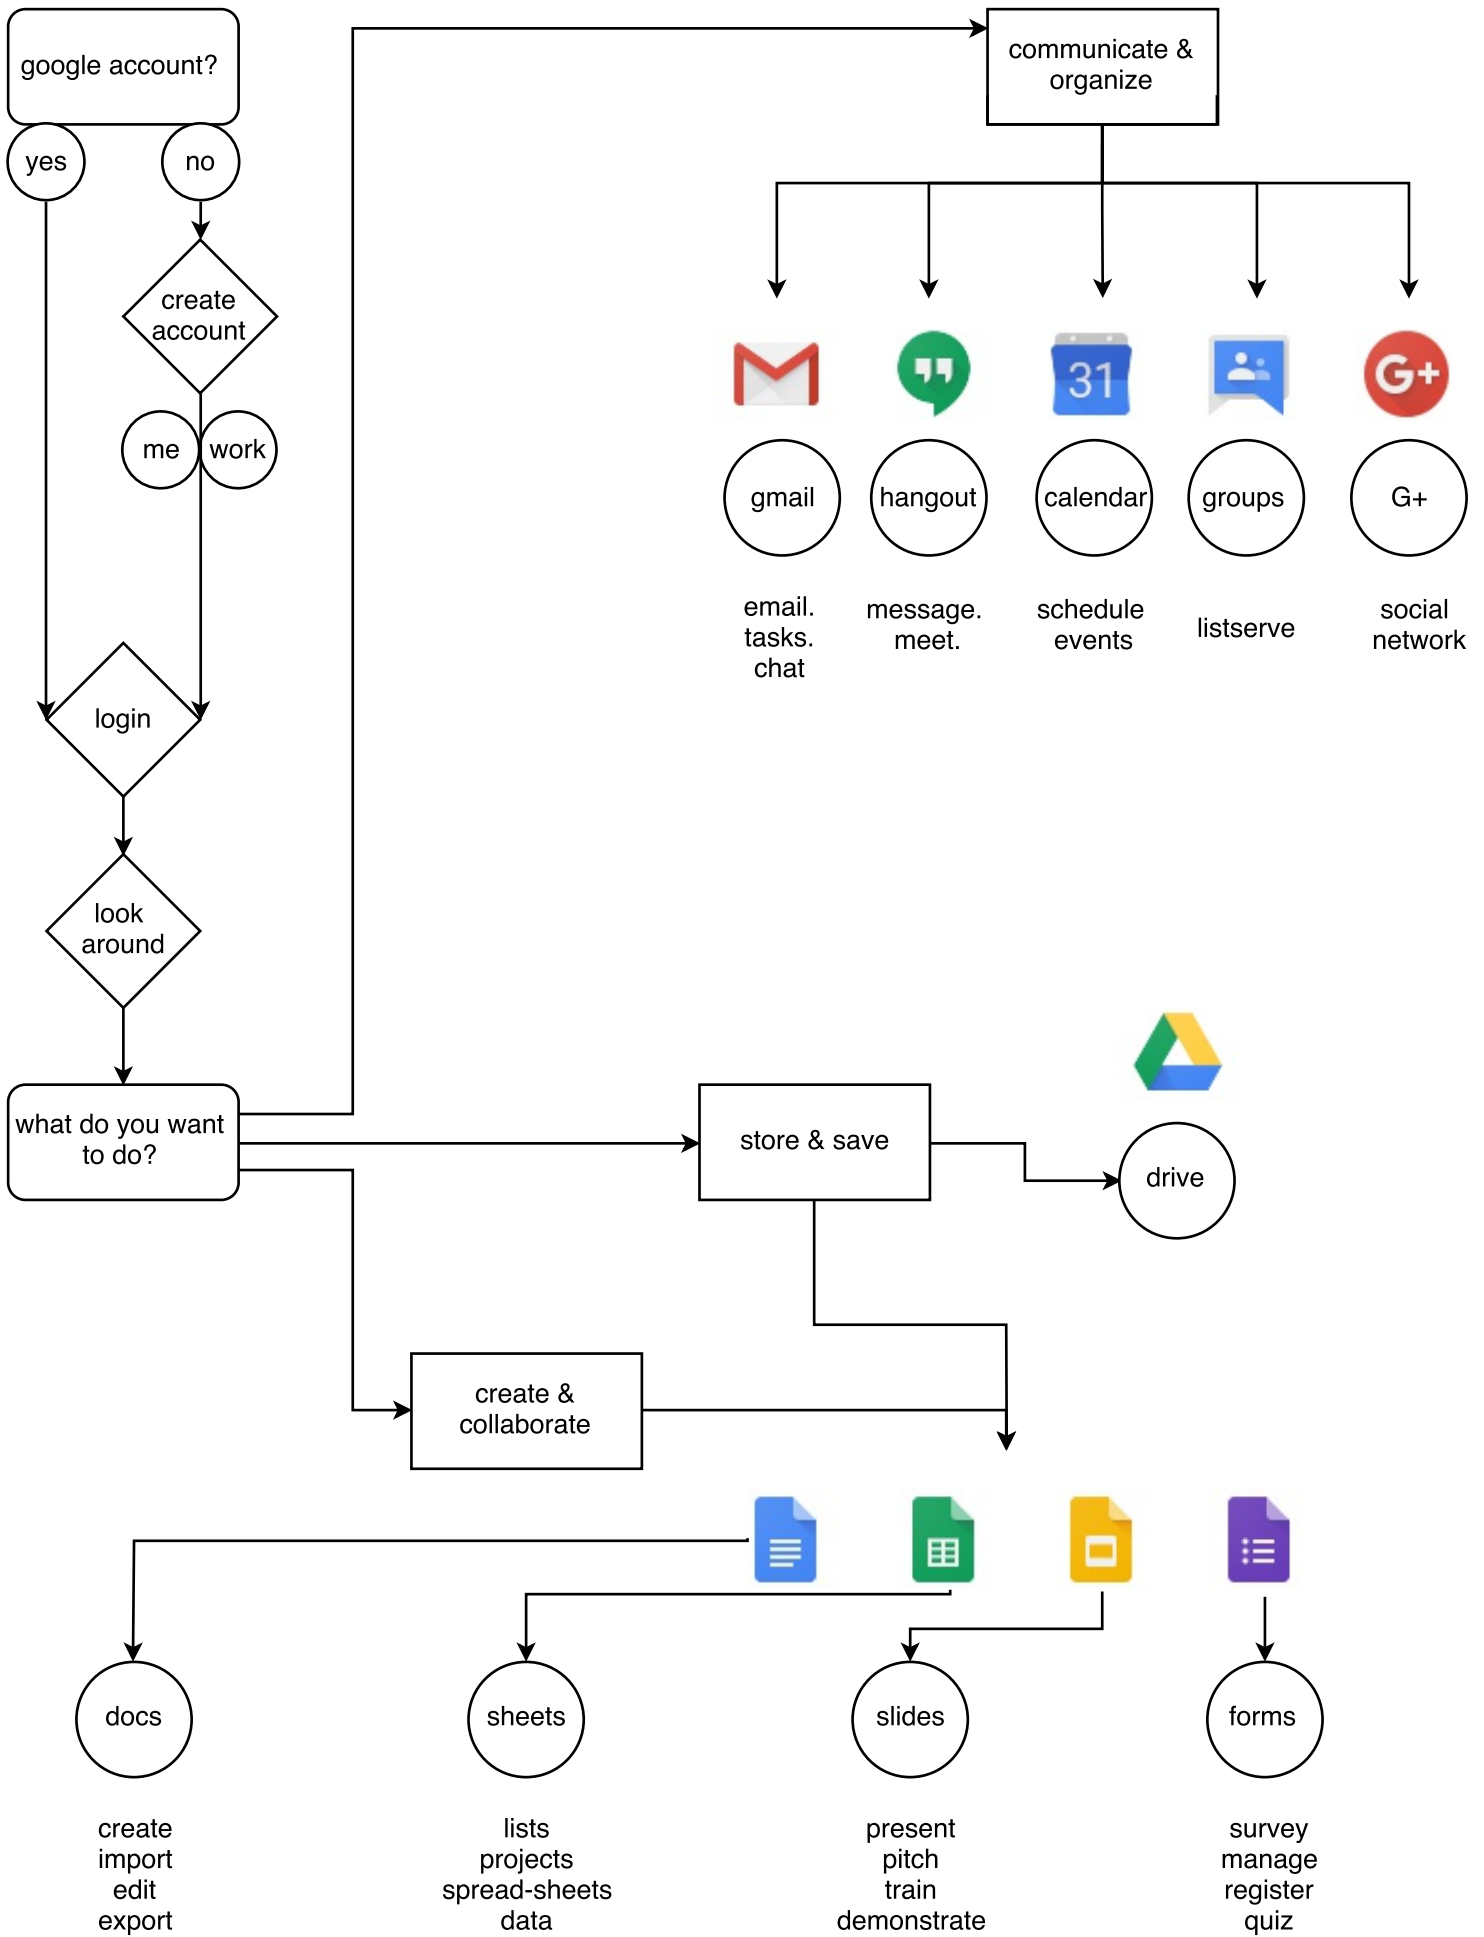 google account?
yes
no
create
account
me
work
login
look
around
what do you want
to do?
communicate &
organize
31
G+
gmail
hangout
calendar
groups
G+
email.
tasks.
chat
message.
meet.
schedule
events
listserve
social
network
store & save
drive
create &
collaborate
docs
sheets
slides
forms
create
import
edit
export
lists
projects
spread-sheets
data
present
pitch
train
demonstrate
survey
manage
register
quiz